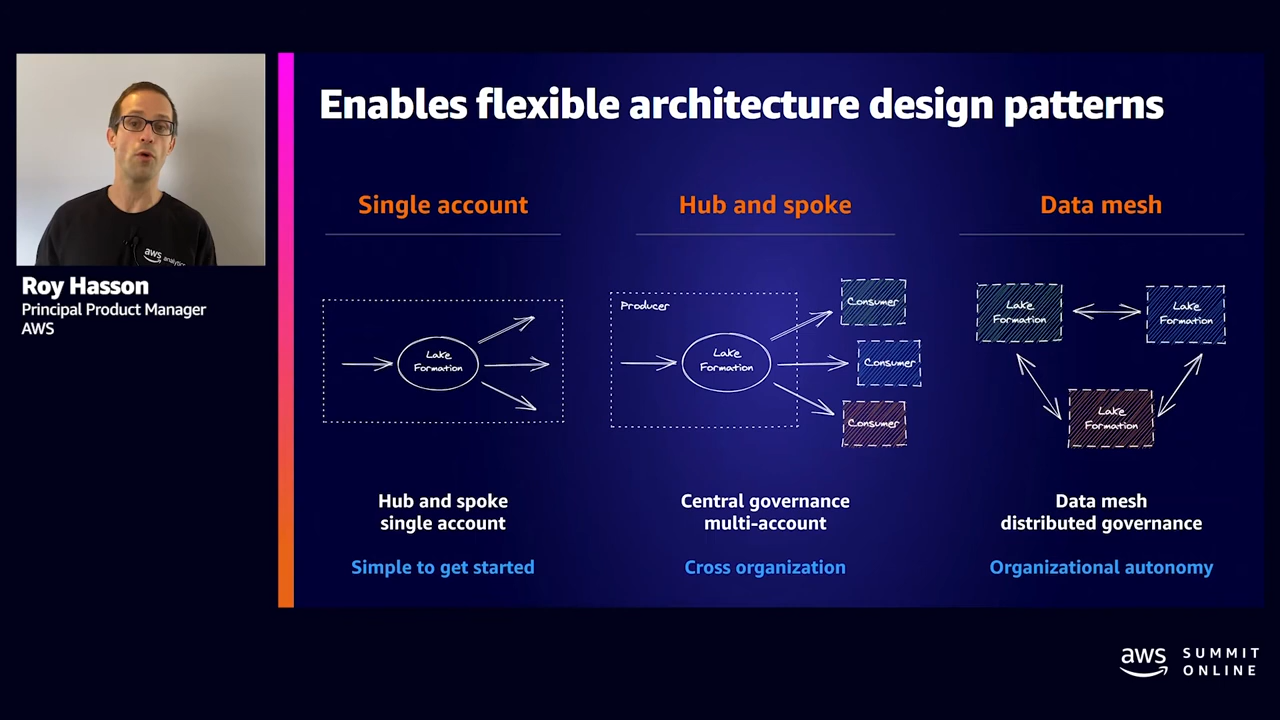 Enables flexible architecture design patterns
Single account
Hub and spoke
Data mesh
Lake
Formation
Producer
Lake
Formation
Consumer
Consumer
Consumer
Lake
Formation
Lake
Formation
Lake
Formation
Hub and spoke
single account
Central governance
multi-account
Data mesh
distributed governance
Simple to get started
Cross organization
Organizational autonomy
aws analytics
Roy Hasson
Principal Product Manager
AWS
aws SUMMIT
ONLINE